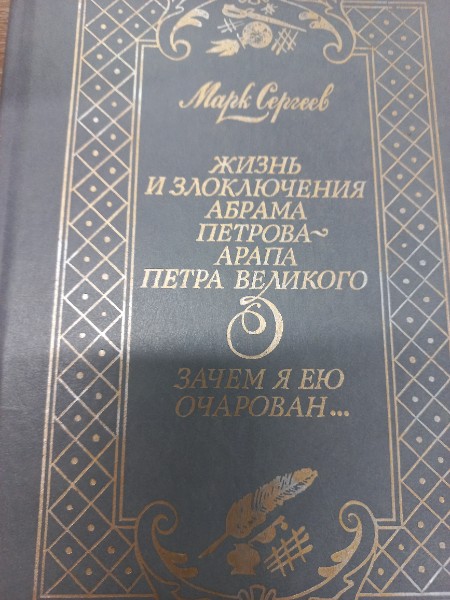 Марк Сергеев
ЖИЗНЬ
И ЗЛОКЛЮЧЕНИЯ
АБРАМА
ПЕТРОВА~
АРАПА
ПЕТРА ВЕЛИКОГО
ЗАЧЕМ Я ЕЮ
ОЧАРОВАН...